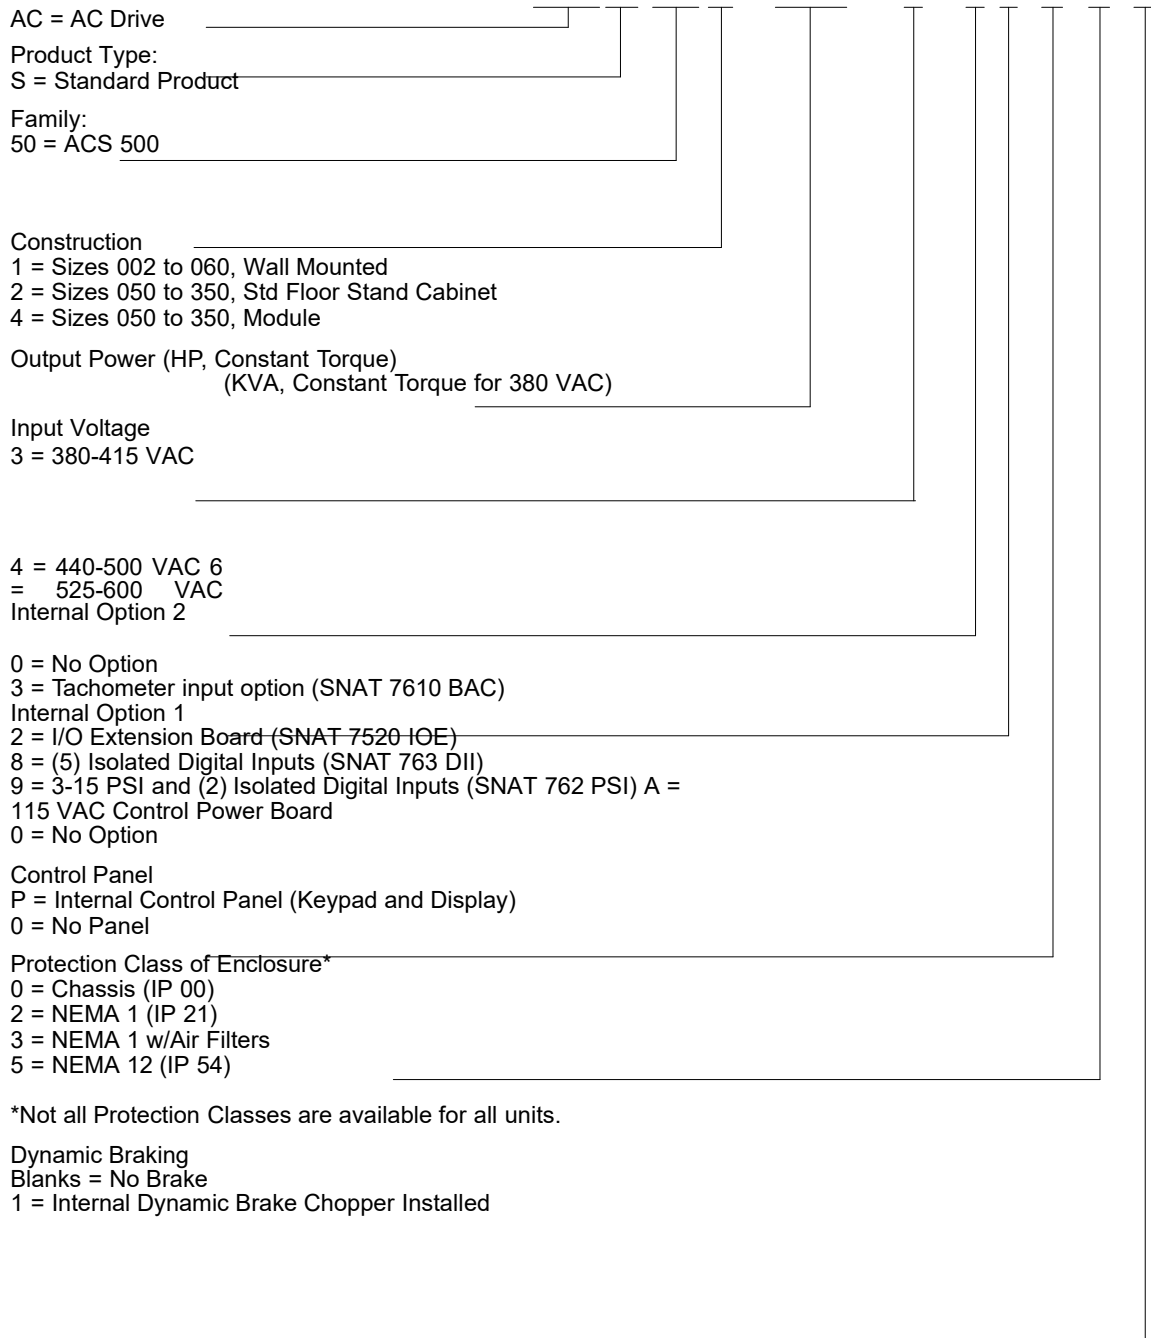 AC = AC Drive
Product Type:
S = Standard Product
Family:
50 = ACS 500
Construction
1 = Sizes 002 to 060, Wall Mounted
2 = Sizes 050 to 350, Std Floor Stand Cabinet
4 = Sizes 050 to 350, Module
Output Power (HP, Constant Torque)
(KVA, Constant Torque for 380 VAC)
Input Voltage
3 = 380-415 VAC
4 = 440-500 VAC 6
= 525-600 VAC
Internal Option 2
0 = No Option
3 = Tachometer input option (SNAT 7610 BAC)
Internal Option 1
2 = I/O Extension Board (SNAT 7520 IOE)
8 = (5) Isolated Digital Inputs (SNAT 763 DII)
9 = 3-15 PSI and (2) Isolated Digital Inputs (SNAT 762 PSI) A =
115 VAC Control Power Board
0 = No Option
Control Panel
P = Internal Control Panel (Keypad and Display)
0 = No Panel
Protection Class of Enclosure*
0 = Chassis (IP 00)
2 = NEMA 1 (IP 21)
3 = NEMA 1 w/Air Filters
5 = NEMA 12 (IP 54)
*Not all Protection Classes are available for all units.
Dynamic Braking
Blanks = No Brake
1 = Internal Dynamic Brake Chopper Installed